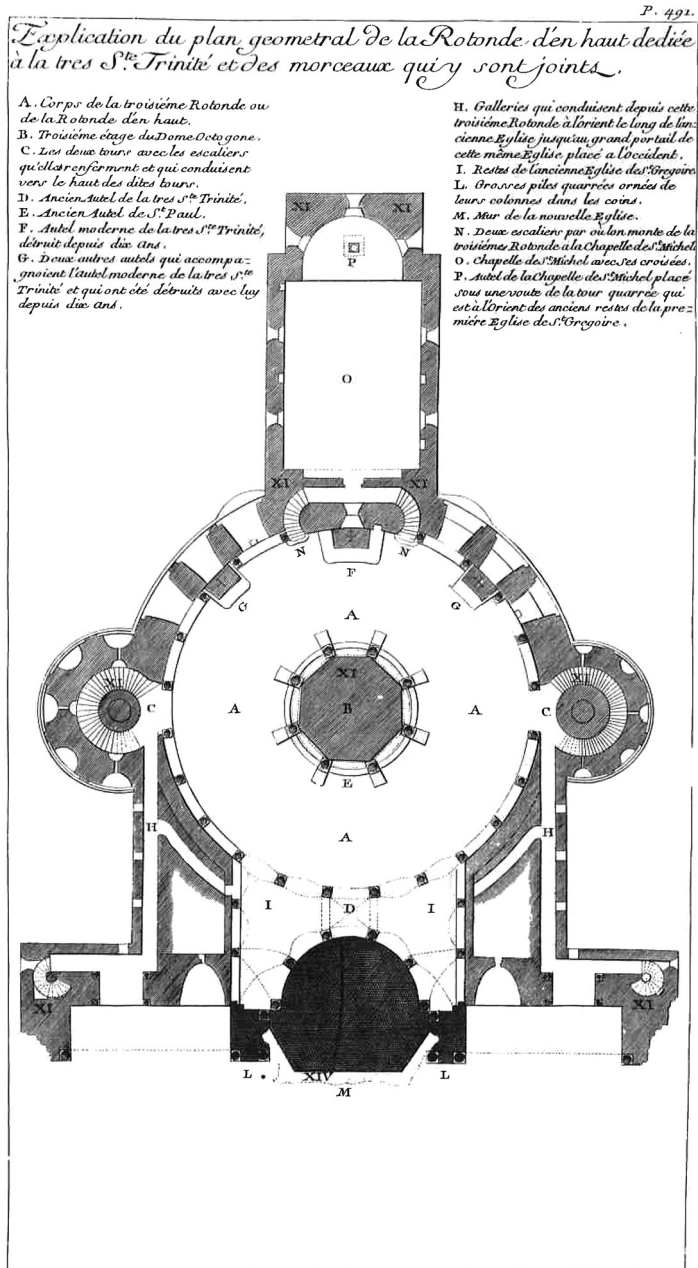 P. 491.
Explication du plan geometral de la Rotonde d'en haut dediée
à la tres S.te Trinité et des morceaux qui y sont joints.
A. Corps de la troisiéme Rotonde ou
de la Rotonde d'en haut.
B. Troisiéme étage du Dome Octogone.
C. Les deux tours avec les escaliers
qu'elles renferment et qui conduisent
vers le haut des dites tours.
D. Ancien Autel de la tres S.te Trinité.
E. Ancien Autel de S.t Paul.
F. Autel moderne de la tres S.te Trinité,
détruit depuis dix ans.
G. Deux autres autels qui accompa-
gnoient l'autel moderne de la tres S.te
Trinité et qui ont été détruits avec luy
depuis dix ans.
H. Galleries qui conduisent depuis cette
troisiéme Rotonde à l'orient le long de l'an-
cienne Eglise jusqu'au grand portail de
cette même Eglise placé a l'occident.
I. Restes de l'ancienne Eglise de S.t Gregoire
L. Grosses piles quarrées ornées de
leurs colonnes dans les coins.
M. Mur de la nouvelle Eglise.
N. Deux escaliers par ou l'on monte de la
troisiéme Rotonde a la Chapelle de S.t Michel
O. Chapelle de S.t Michel avec ses croisées.
P. Autel de la Chapelle de S.t Michel placé
sous une voute de la tour quarrée qui
est à l'Orient des anciens restes de la pre-
miére Eglise de S.t Gregoire.
XI XI
P
O
XI XI
N N
F
G G
A
XI XI XI
C A B A C
E
H A H
I D I
XI XI
L XIV L
M